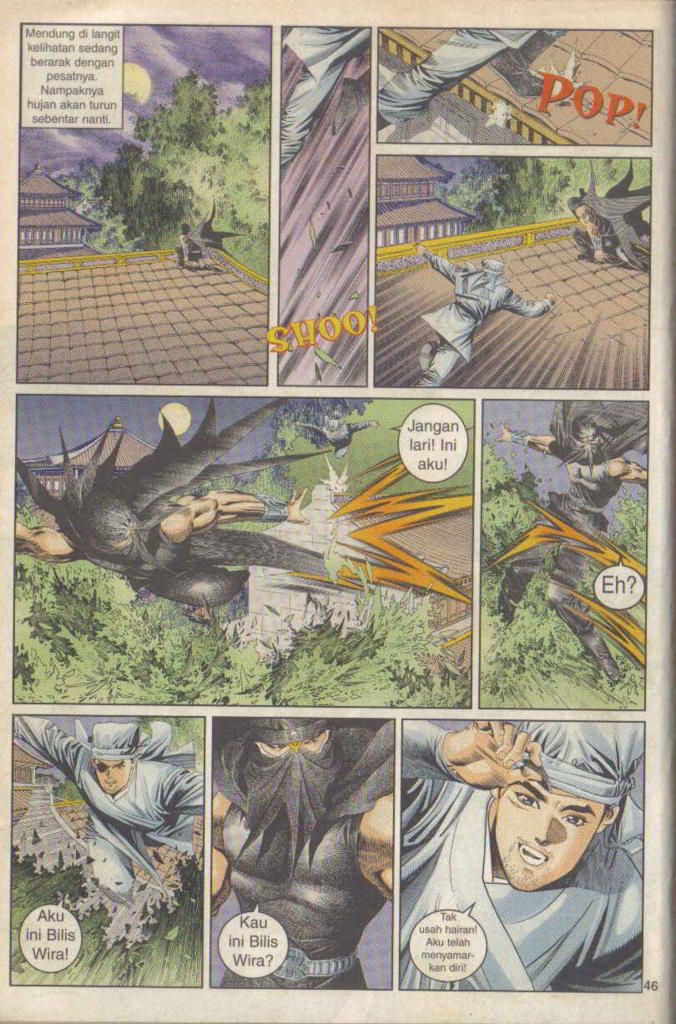 Mendung di langit
kelihatan sedang
berarak dengan
pesatnya.
Nampaknya
hujan akan turun
sebentar nanti.
SHOO!
POP!
Jangan
lari! Ini
aku!
Eh?
Aku
ini Bilis
Wira!
Kau
ini Bilis
Wira?
Tak
usah hairan!
Aku telah
menyamar-
kan diri!
46